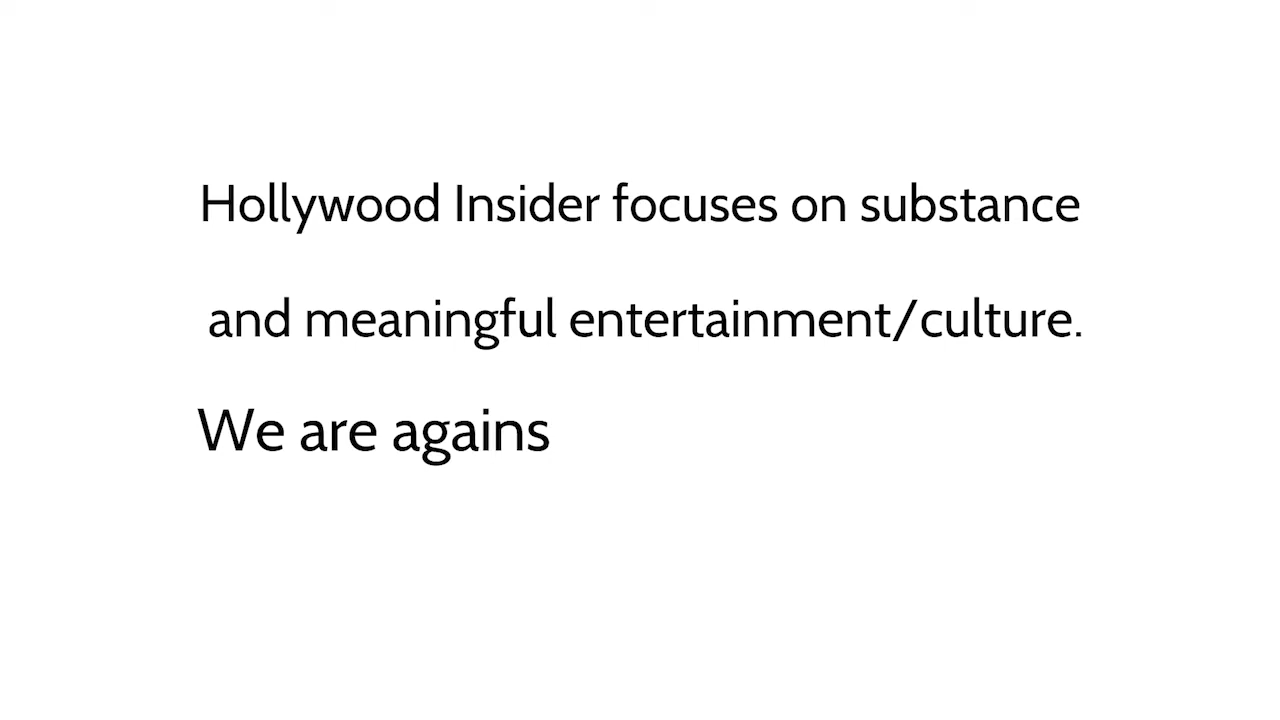 Hollywood Insider focuses on substance
and meaningful entertainment/culture.
We are agains